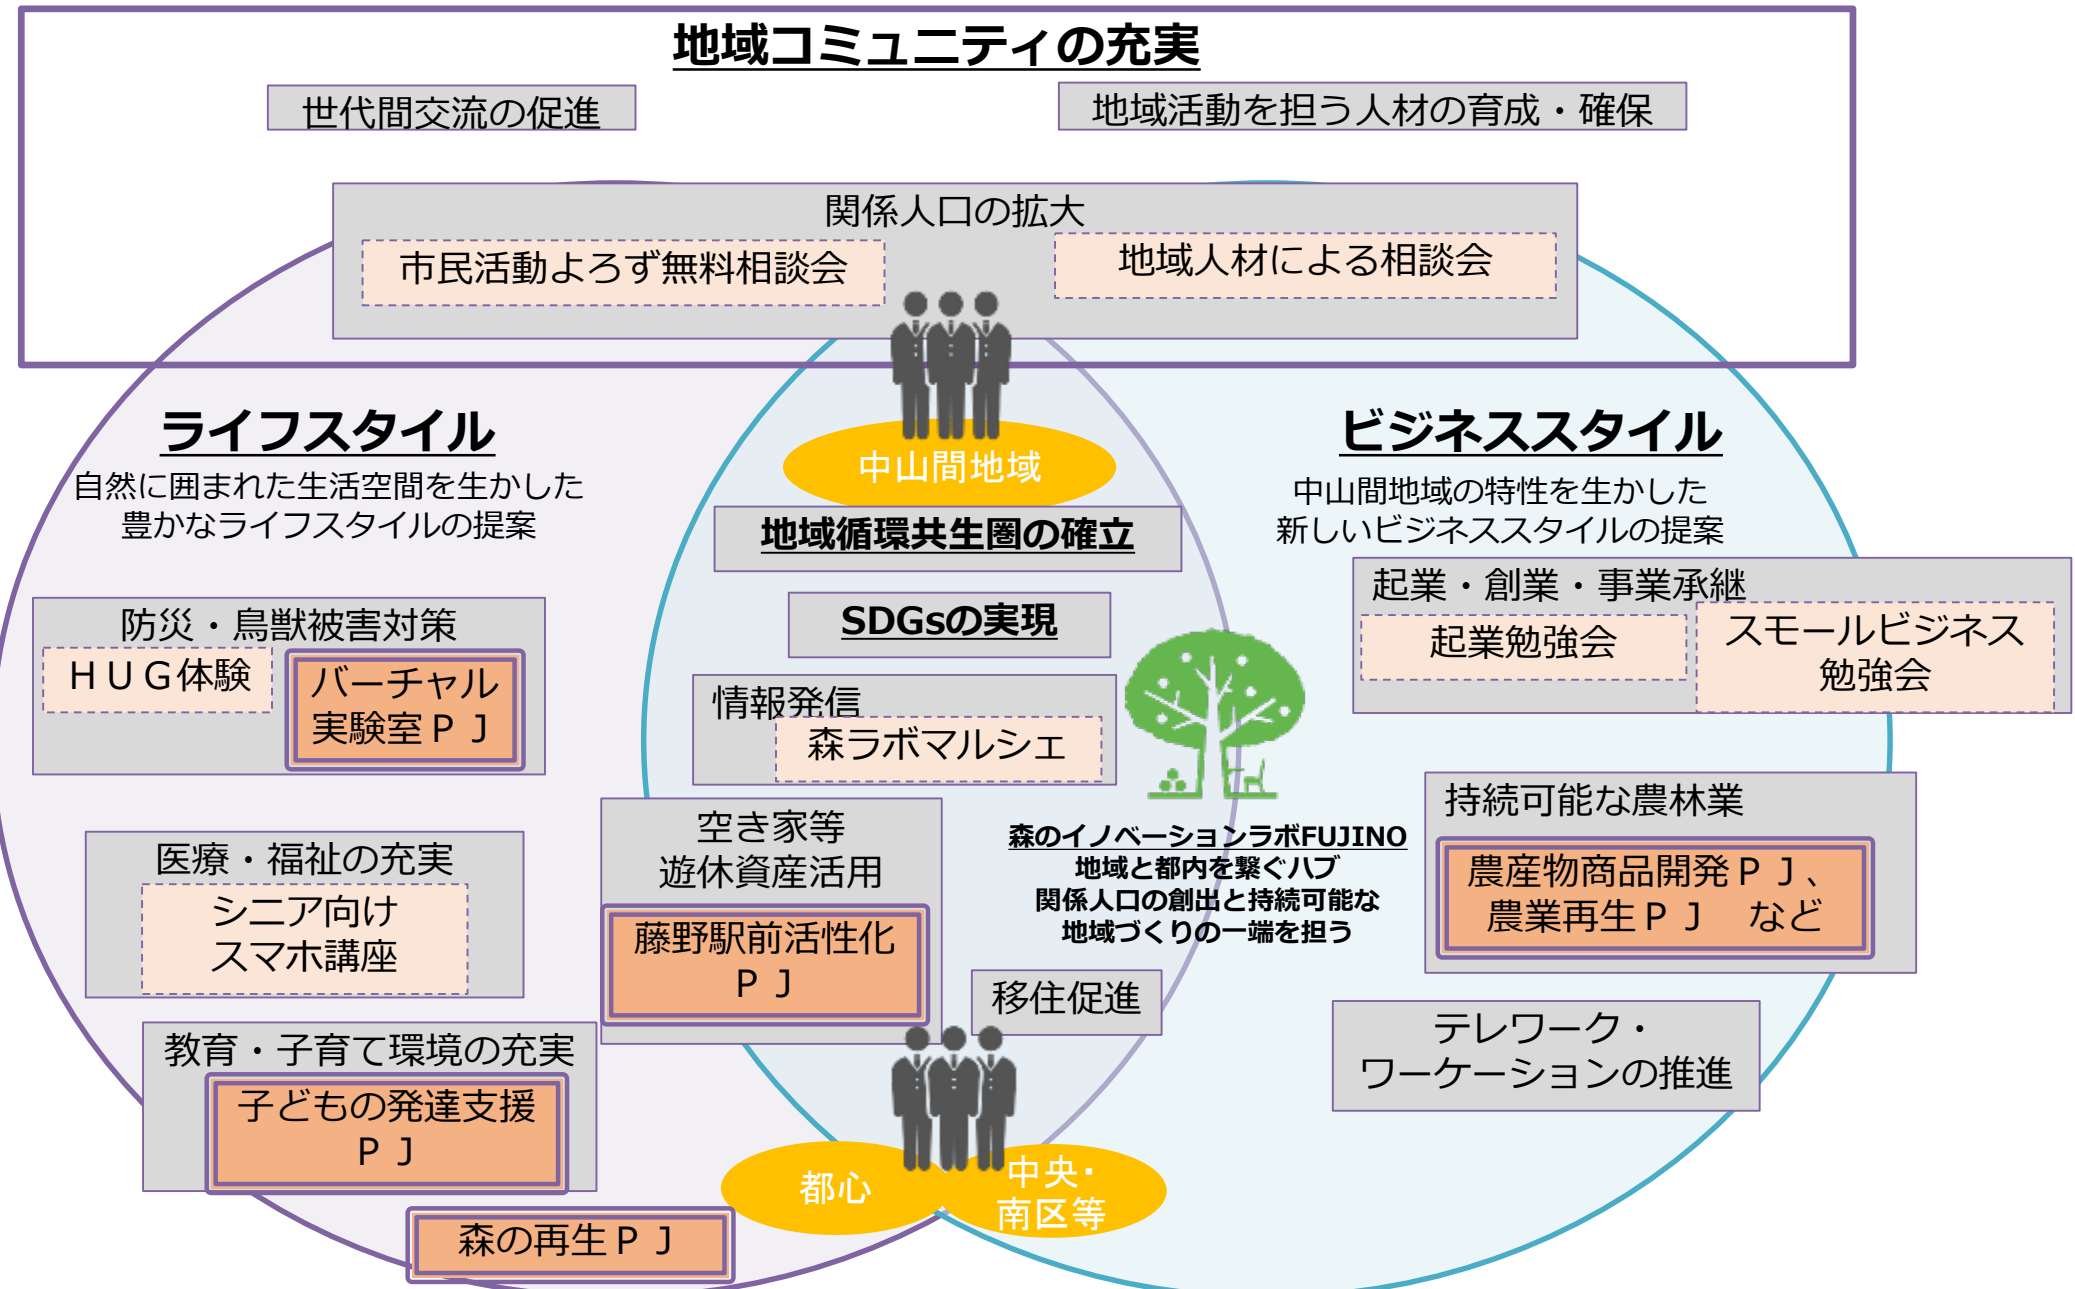 地域コミュニティの充実
世代間交流の促進
地域活動を担う人材の育成・確保
関係人口の拡大
市民活動よろず無料相談会
地域人材による相談会
ライフスタイル
自然に囲まれた生活空間を生かした
豊かなライフスタイルの提案
防災・鳥獣被害対策
ＨＵＧ体験
バーチャル
実験室ＰＪ
医療・福祉の充実
シニア向け
スマホ講座
教育・子育て環境の充実
子どもの発達支援
ＰＪ
森の再生ＰＪ
中山間地域
地域循環共生圏の確立
SDGsの実現
情報発信
森ラボマルシェ
空き家等
遊休資産活用
藤野駅前活性化
ＰＪ
森のイノベーションラボFUJINO
地域と都内を繋ぐハブ
関係人口の創出と持続可能な
地域づくりの一端を担う
移住促進
都心
中央・
南区等
ビジネススタイル
中山間地域の特性を生かした
新しいビジネススタイルの提案
起業・創業・事業承継
起業勉強会
スモールビジネス
勉強会
持続可能な農林業
農産物商品開発ＰＪ、
農業再生ＰＪ　など
テレワーク・
ワーケーションの推進